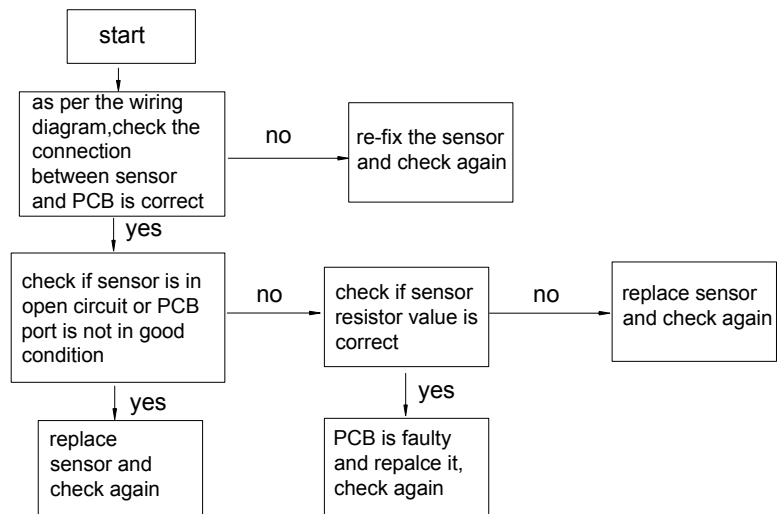 start
as per the wiring
diagram,check the
connection
between sensor
and PCB is correct
no
re-fix the sensor
and check again
yes
check if sensor is in
open circuit or PCB
port is not in good
condition
no
check if sensor
resistor value is
correct
no
replace sensor
and check again
yes
replace
sensor and
check again
yes
PCB is faulty
and repalce it,
check again